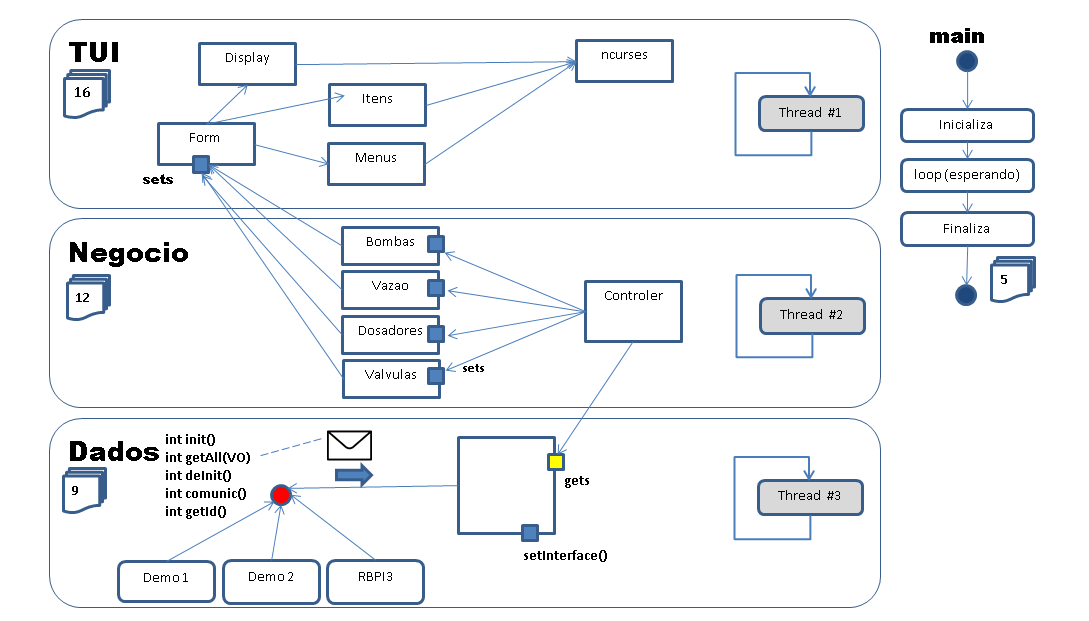 TUI
16
Display
ncurses
Itens
Form
Menus
sets
Thread #1
main
Inicializa
loop(esperando)
Finaliza
5
Negocio
12
Bombas
Vazao
Dosadores
Valvulas
sets
Controler
Thread #2
Dados
9
int init()
int getAll(VO)
int deInit()
int comunic()
int getId()
gets
setInterface()
Demo 1
Demo 2
RBPI3
Thread #3